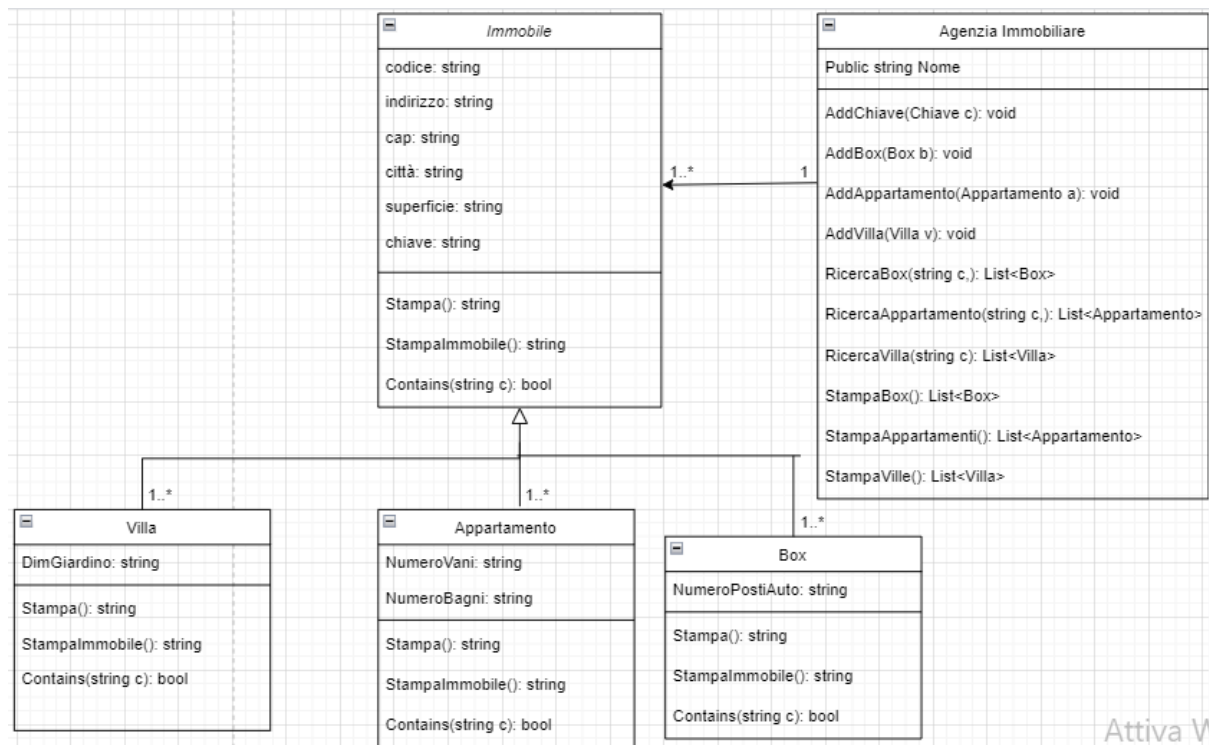 Immobile
codice: string
indirizzo: string
cap: string
città: string
superficie: string
chiave: string
Stampa(): string
StampaImmobile(): string
Contains(string c): bool
Agenzia Immobiliare
Public string Nome
AddChiave(Chiave c): void
AddBox(Box b): void
AddAppartamento(Appartamento a): void
AddVilla(Villa v): void
RicercaBox(string c,): List<Box>
RicercaAppartamento(string c,): List<Appartamento>
RicercaVilla(string c): List<Villa>
StampaBox(): List<Box>
StampaAppartamenti(): List<Appartamento>
StampaVille(): List<Villa>
1..*
1
1..*
1..*
1..*
Villa
DimGiardino: string
Stampa(): string
StampaImmobile(): string
Contains(string c): bool
Appartamento
NumeroVani: string
NumeroBagni: string
Stampa(): string
StampaImmobile(): string
Contains(string c): bool
Box
NumeroPostiAuto: string
Stampa(): string
StampaImmobile(): string
Contains(string c): bool
Attiva W